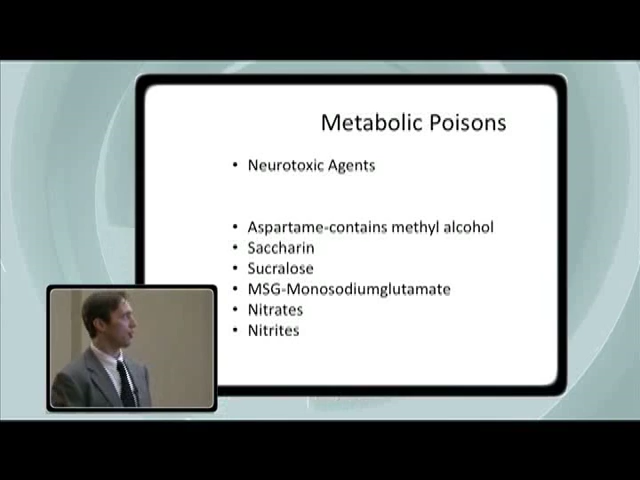 Metabolic Poisons
• Neurotoxic Agents
• Aspartame-contains methyl alcohol
• Saccharin
• Sucralose
• MSG-Monosodiumglutamate
• Nitrates
• Nitrites